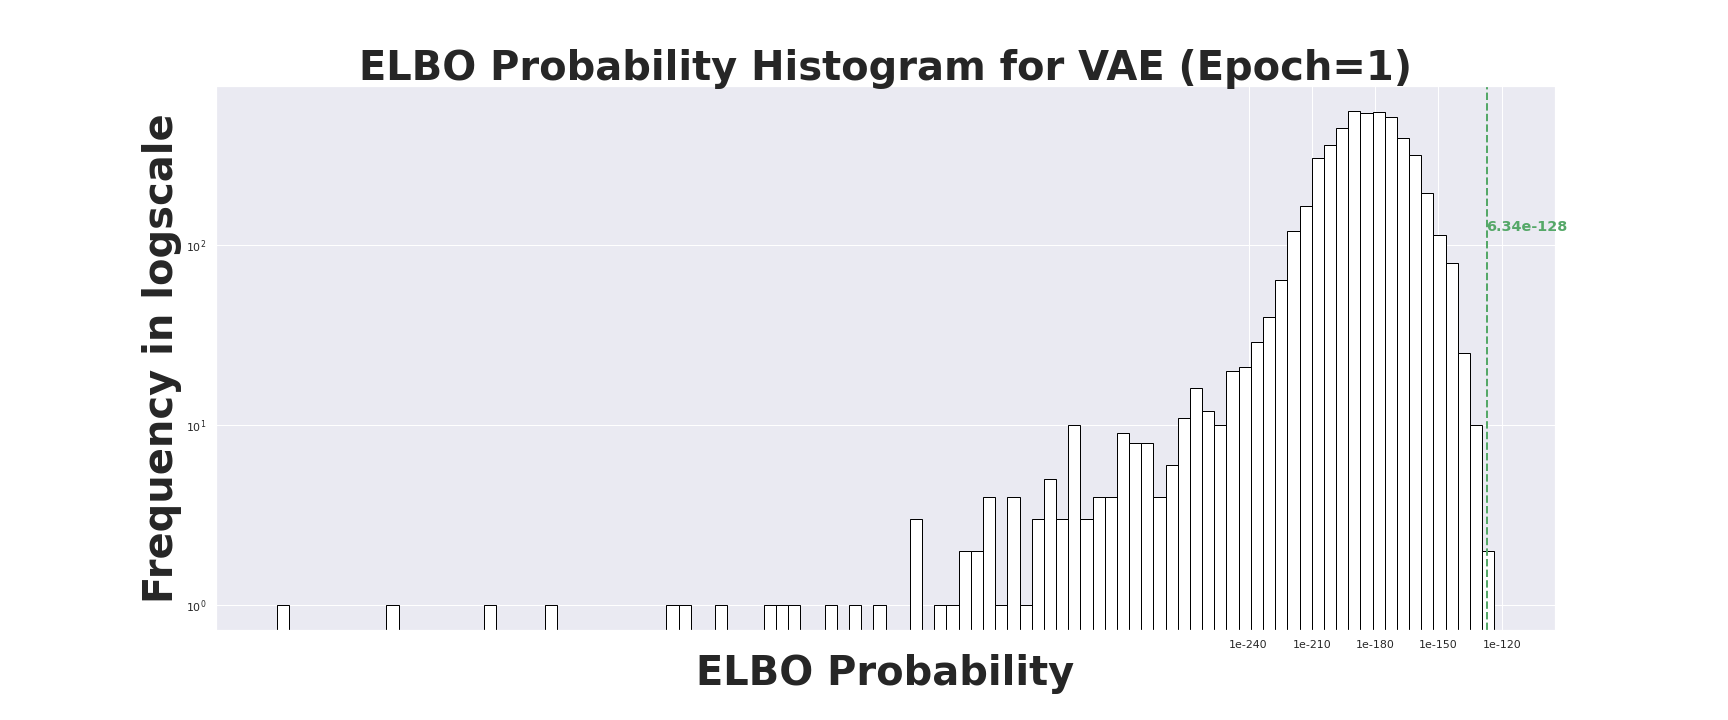 ELBO Probability Histogram for VAE (Epoch=1)
Frequency in logscale
10²
10¹
10⁰
6.34e-128
1e-240 1e-210 1e-180 1e-150 1e-120
ELBO Probability